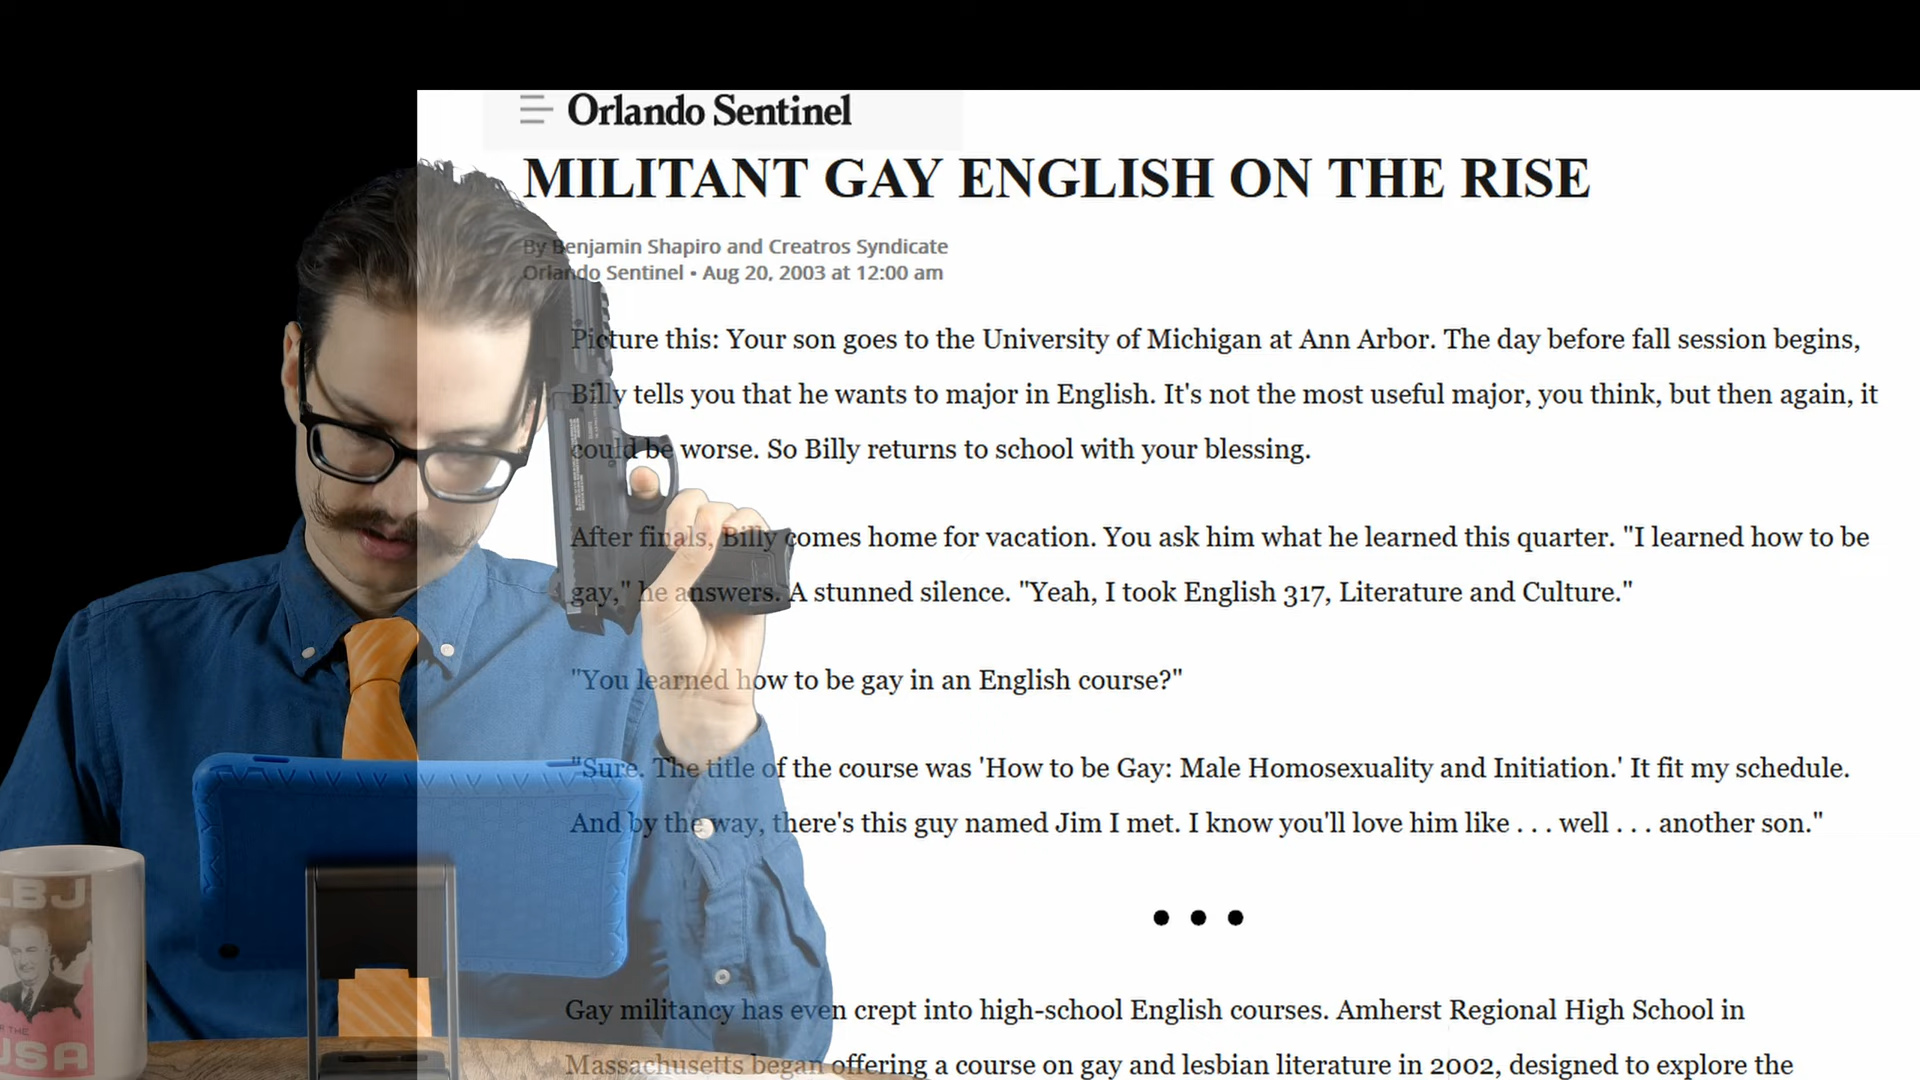 Orlando Sentinel
MILITANT GAY ENGLISH ON THE RISE
By Benjamin Shapiro and Creatros Syndicate
Orlando Sentinel • Aug 20, 2003 at 12:00 am
Picture this: Your son goes to the University of Michigan at Ann Arbor. The day before fall session begins,
Billy tells you that he wants to major in English. It's not the most useful major, you think, but then again, it
could be worse. So Billy returns to school with your blessing.
After finals, Billy comes home for vacation. You ask him what he learned this quarter. "I learned how to be
gay," he answers. A stunned silence. "Yeah, I took English 317, Literature and Culture."
"You learned how to be gay in an English course?"
"Sure. The title of the course was 'How to be Gay: Male Homosexuality and Initiation.' It fit my schedule.
And by the way, there's this guy named Jim I met. I know you'll love him like . . . well . . . another son."
• • •
Gay militancy has even crept into high-school English courses. Amherst Regional High School in
Massachusetts began offering a course on gay and lesbian literature in 2002, designed to explore the
LBJ
THE
USA